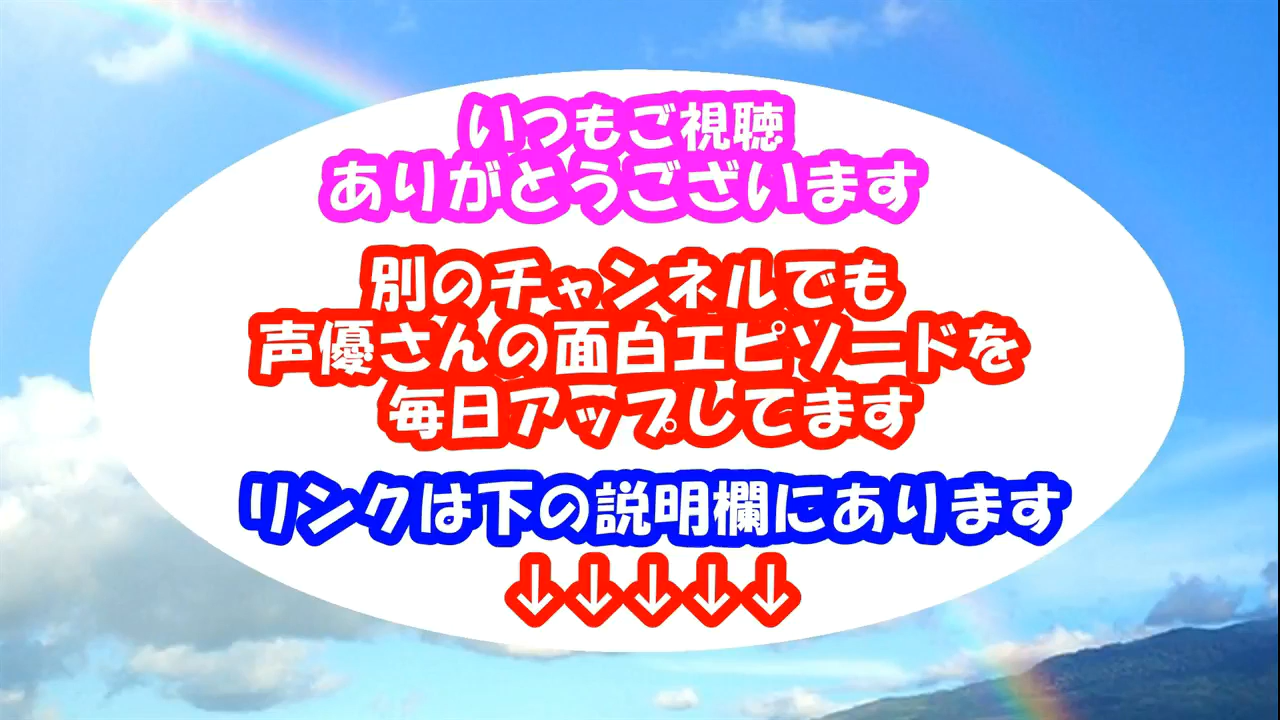 いつもご視聴
ありがとうございます
別のチャンネルでも
声優さんの面白エピソードを
毎日アップしてます
リンクは下の説明欄にあります
↓↓↓↓↓